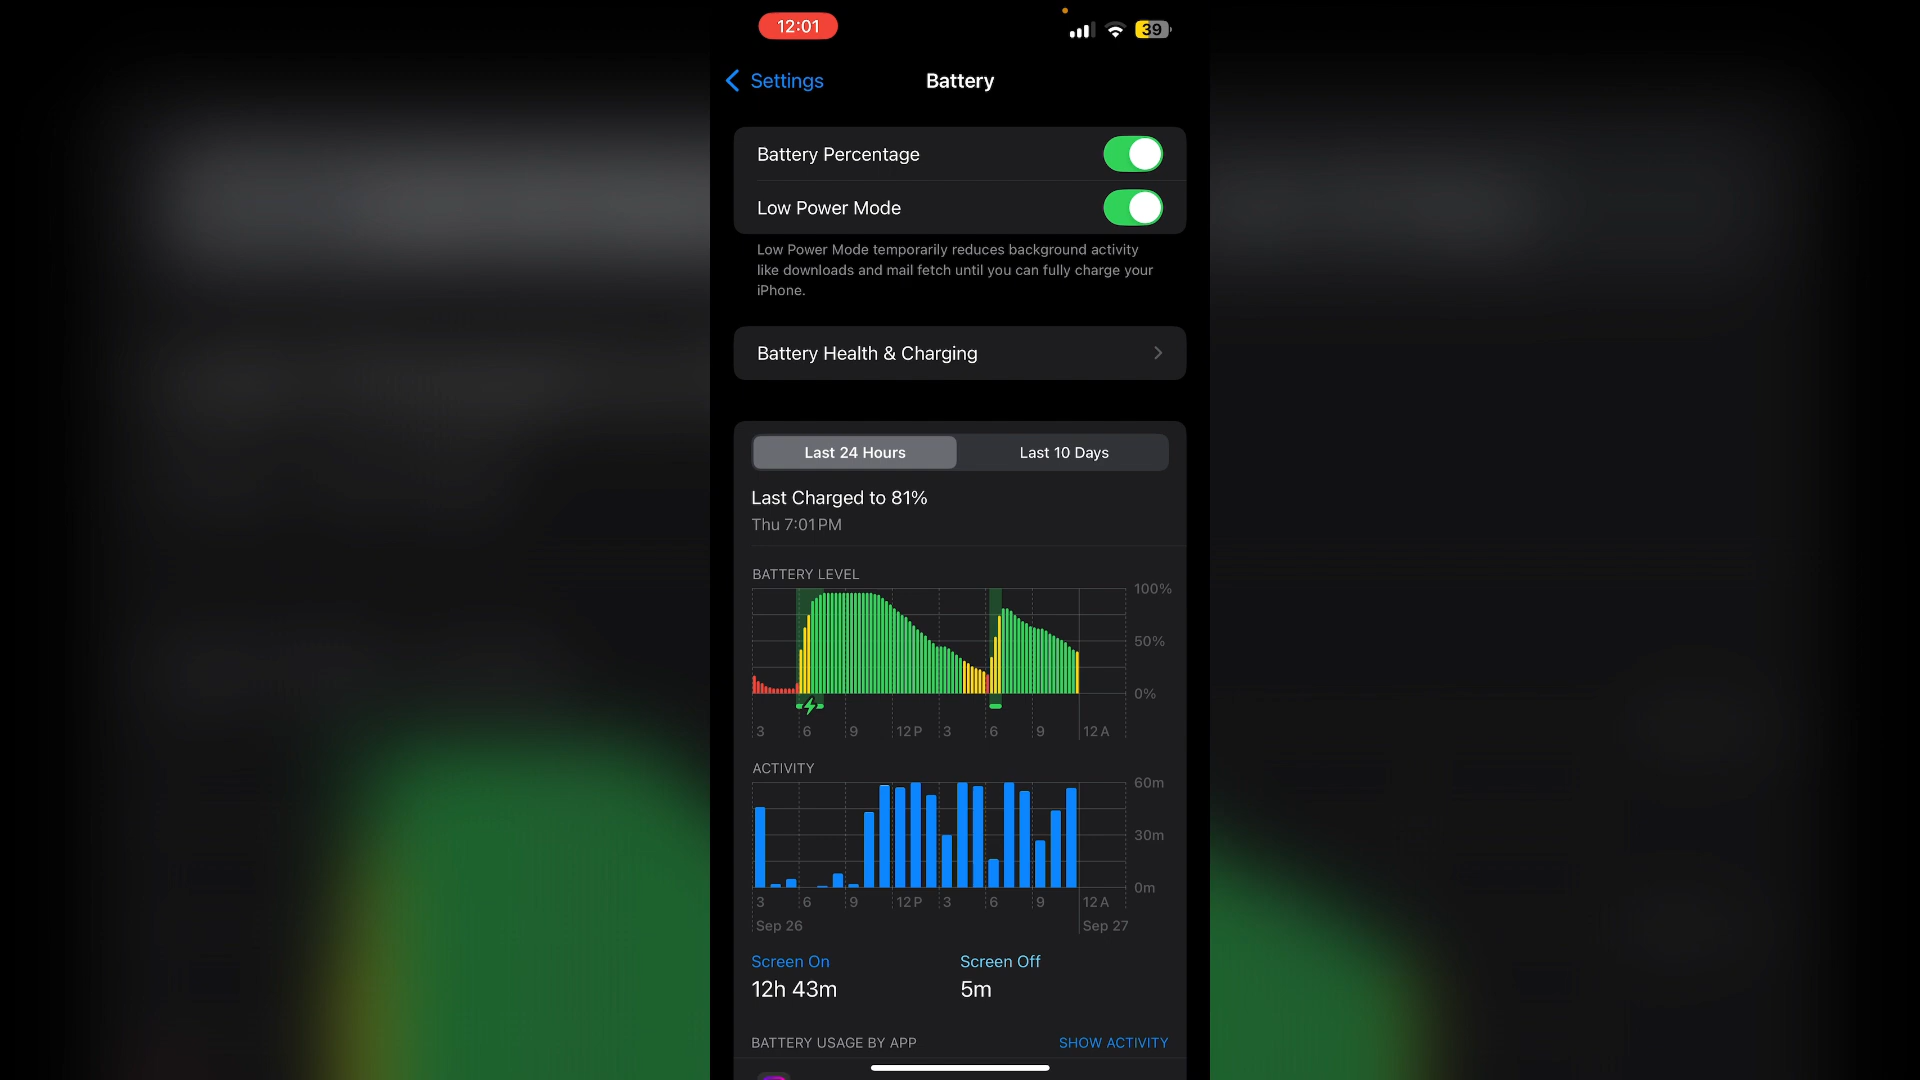 12:01
39
Settings
Battery
Battery Percentage
Low Power Mode
Low Power Mode temporarily reduces background activity
like downloads and mail fetch until you can fully charge your
iPhone.
Battery Health & Charging
Last 24 Hours
Last 10 Days
Last Charged to 81%
Thu 7:01 PM
BATTERY LEVEL
100%
50%
0%
3 6 9 12 P 3 6 9 12 A
ACTIVITY
60m
30m
0m
3 6 9 12 P 3 6 9 12 A
Sep 26 Sep 27
Screen On Screen Off
12h 43m 5m
BATTERY USAGE BY APP SHOW ACTIVITY